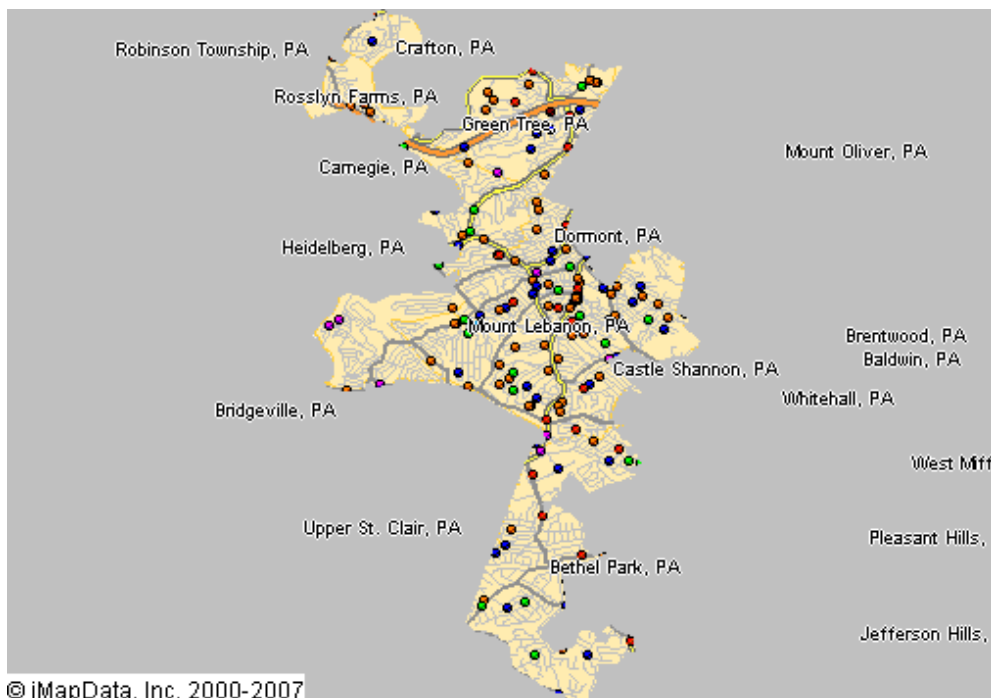 Robinson Township, PA
Crafton, PA
Rosslyn Farms, PA
Green Tree, PA
Mount Oliver, PA
Carnegie, PA
Dormont, PA
Heidelberg, PA
Mount Lebanon, PA
Brentwood, PA
Baldwin, PA
Castle Shannon, PA
Whitehall, PA
Bridgeville, PA
West Miff
Upper St. Clair, PA
Pleasant Hills,
Bethel Park, PA
Jefferson Hills,
© iMapData, Inc. 2000-2007